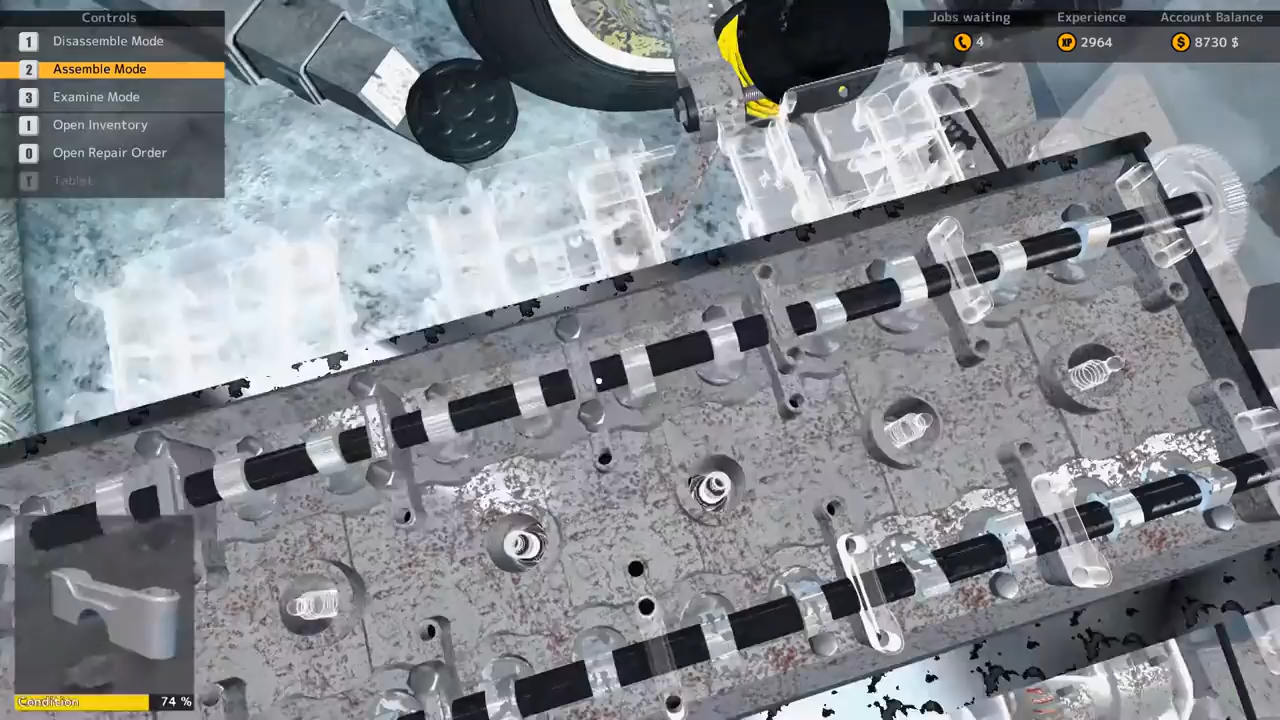 Controls
1 Disassemble Mode
2 Assemble Mode
3 Examine Mode
I Open Inventory
O Open Repair Order
T Tablet
Jobs waiting Experience Account Balance
4 XP 2964 $ 8730 $
Condition 74 %